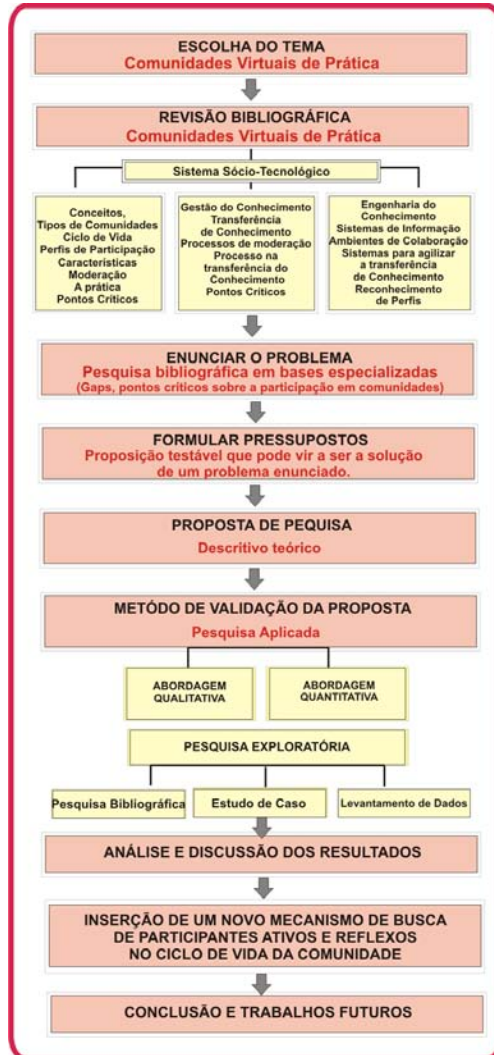 ESCOLHA DO TEMA
Comunidades Virtuais de Prática
REVISÃO BIBLIOGRÁFICA
Comunidades Virtuais de Prática
Sistema Sócio-Tecnológico
Conceitos,
Tipos de Comunidades
Ciclo de Vida
Perfis de Participação
Características
Moderação
A prática
Pontos Críticos
Gestão do Conhecimento
Transferência
de Conhecimento
Processos de moderação
Processo na
transferência do
Conhecimento
Pontos Críticos
Engenharia do
Conhecimento
Sistemas de Informação
Ambientes de Colaboração
Sistemas para agilizar
a transferência
de Conhecimento
Reconhecimento
de Perfis
ENUNCIAR O PROBLEMA
Pesquisa bibliográfica em bases especializadas
(Gaps, pontos críticos sobre a participação em comunidades)
FORMULAR PRESSUPOSTOS
Proposição testável que pode vir a ser a solução
de um problema enunciado.
PROPOSTA DE PEQUISA
Descritivo teórico
METÓDO DE VALIDAÇÃO DA PROPOSTA
Pesquisa Aplicada
ABORDAGEM
QUALITATIVA
ABORDAGEM
QUANTITATIVA
PESQUISA EXPLORATÓRIA
Pesquisa Bibliográfica
Estudo de Caso
Levantamento de Dados
ANÁLISE E DISCUSSÃO DOS RESULTADOS
INSERÇÃO DE UM NOVO MECANISMO DE BUSCA
DE PARTICIPANTES ATIVOS E REFLEXOS
NO CICLO DE VIDA DA COMUNIDADE
CONCLUSÃO E TRABALHOS FUTUROS